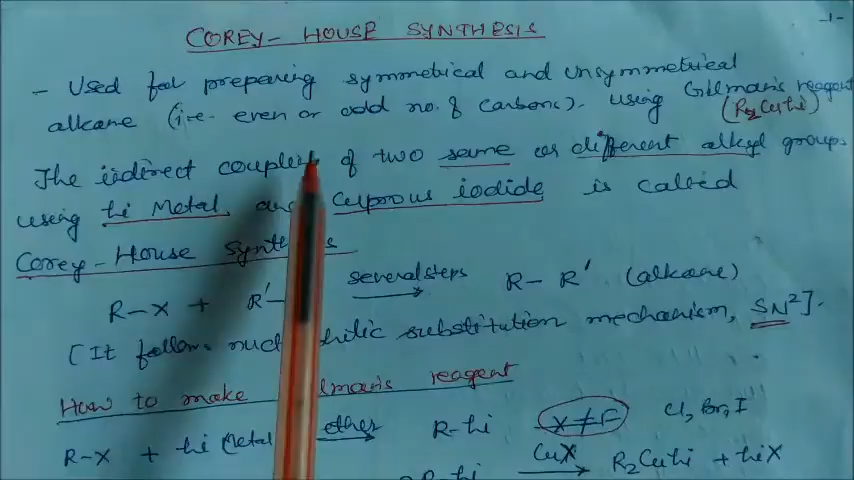 -1-
COREY- HOUSE SYNTHESIS
- Used for preparing symmetrical and unsymmetrical
alkane (i.e. even or odd no. of carbons). using Gilman's reagent
(R2CuLi)
The indirect coupling of two same or different alkyl groups
using Li Metal, and Cuprous iodide is called
Corey-House Synthesis
R-X + R'- several steps → R-R' (alkane)
[It follows substitution mechanism, SN2].
How to make reagent
R-X + Li Metal ether → R-Li X≠F Cl, Br, I
R-Li CuX → R2CuLi + LiX